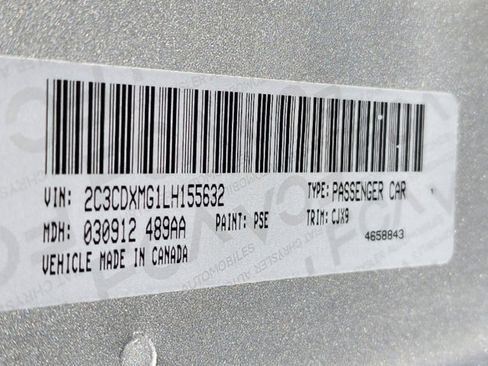 VIN: 2C3CDXMG1LH155632 TYPE: PASSENGER CAR
MDH: 030912 489AA PAINT: PSE TRIM: CJX9
VEHICLE MADE IN CANADA 4658843